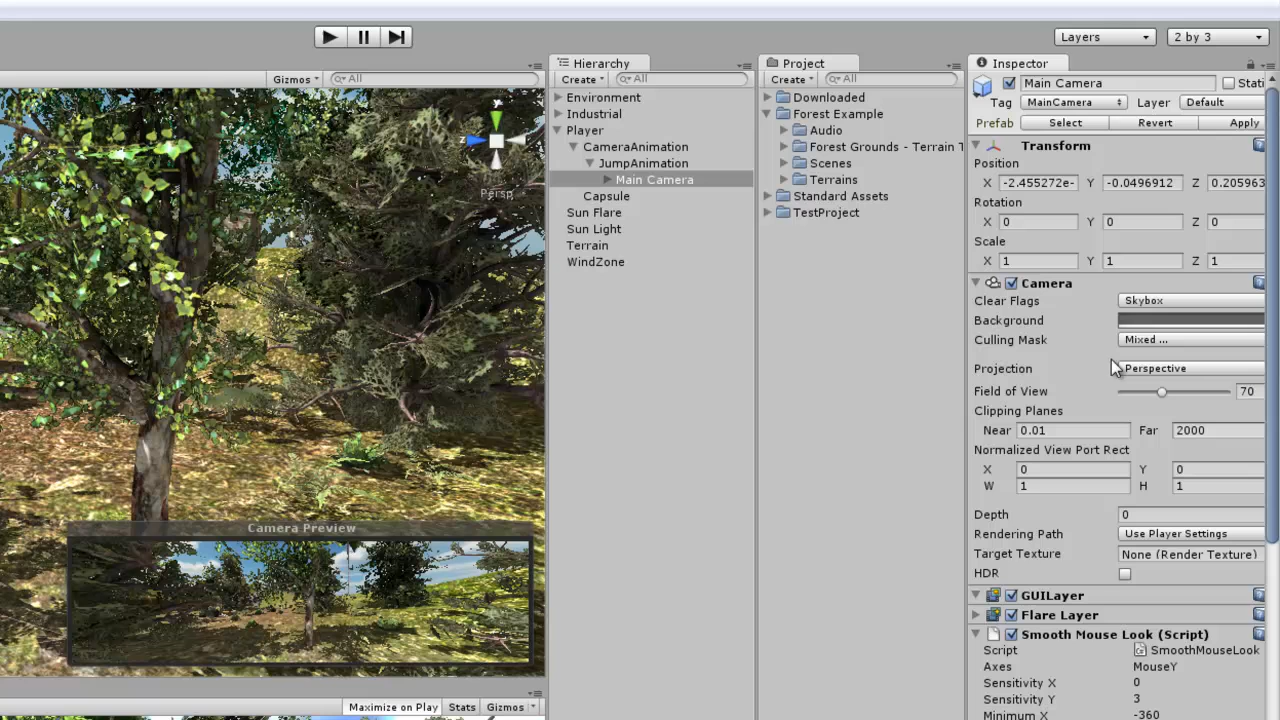 Layers
2 by 3
Gizmos
All
Hierarchy
Create
All
Environment
Industrial
Player
CameraAnimation
JumpAnimation
Main Camera
Capsule
Sun Flare
Sun Light
Terrain
WindZone
Project
Create
All
Downloaded
Forest Example
Audio
Forest Grounds - Terrain T
Scenes
Terrains
Standard Assets
TestProject
y
z
Persp
Camera Preview
Maximize on Play Stats Gizmos
Inspector
Main Camera Stati
Tag MainCamera Layer Default
Prefab Select Revert Apply
Transform
Position
X -2.455272e- Y -0.0496912 Z 0.205963
Rotation
X 0 Y 0 Z 0
Scale
X 1 Y 1 Z 1
Camera
Clear Flags Skybox
Background
Culling Mask Mixed ...
Projection Perspective
Field of View 70
Clipping Planes
Near 0.01 Far 2000
Normalized View Port Rect
X 0 Y 0
W 1 H 1
Depth 0
Rendering Path Use Player Settings
Target Texture None (Render Texture)
HDR
GUILayer
Flare Layer
Smooth Mouse Look (Script)
Script SmoothMouseLook
Axes MouseY
Sensitivity X 0
Sensitivity Y 3
Minimum X -360